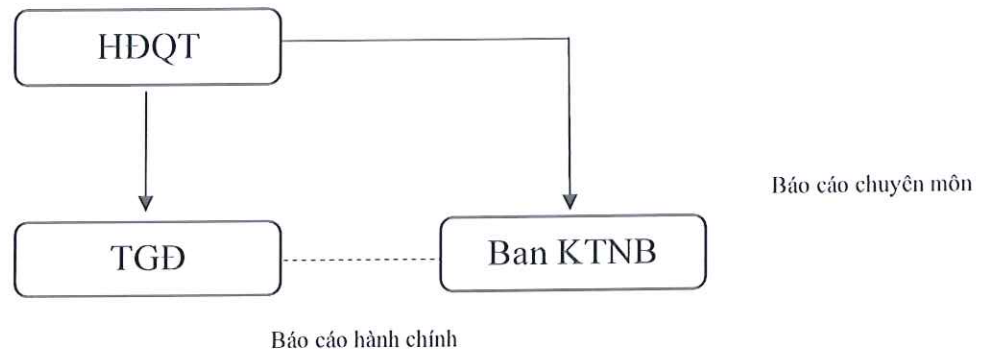 HĐQT
Báo cáo chuyên môn
TGĐ
Ban KTNB
Báo cáo hành chính